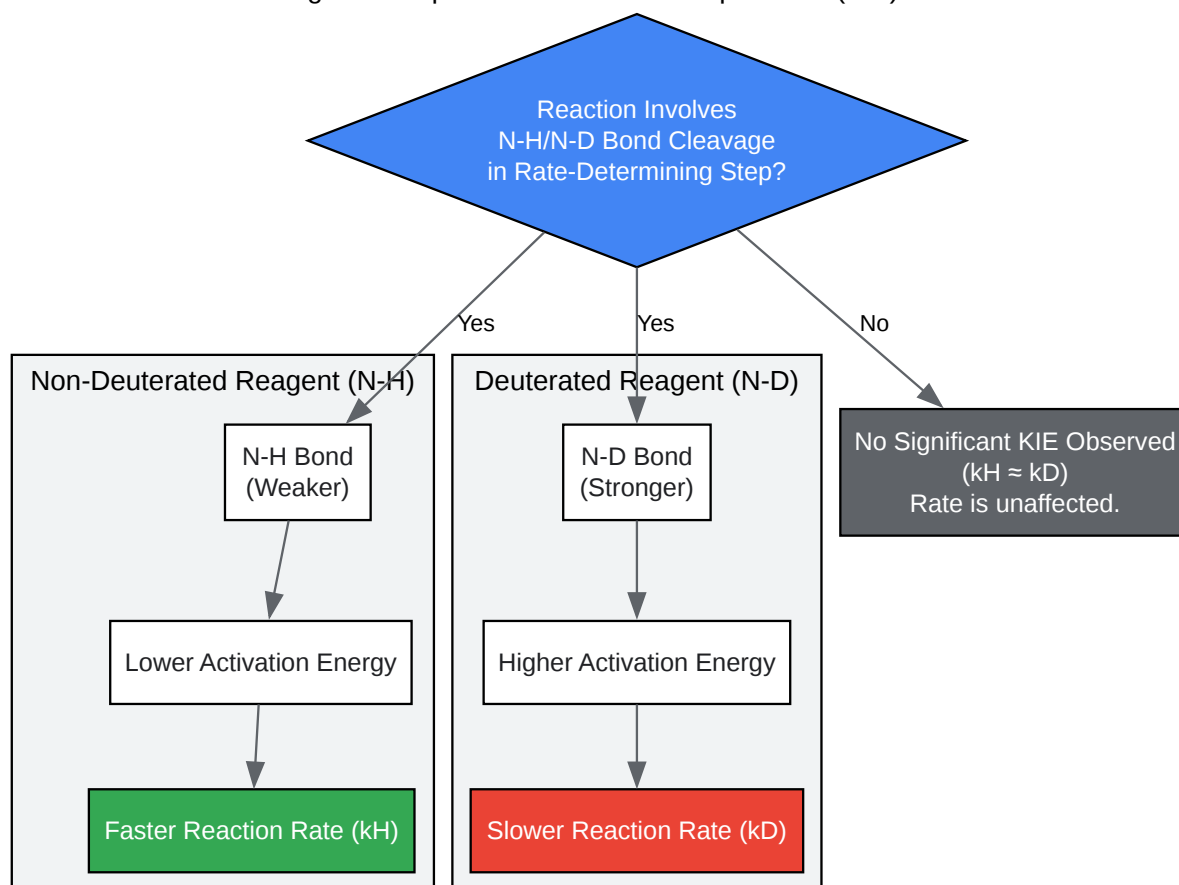 Reaction Involves
N-H/N-D Bond Cleavage
in Rate-Determining Step?
Yes
Yes
No
Non-Deuterated Reagent (N-H)
N-H Bond
(Weaker)
Lower Activation Energy
Faster Reaction Rate (kH)
Deuterated Reagent (N-D)
N-D Bond
(Stronger)
Higher Activation Energy
Slower Reaction Rate (kD)
No Significant KIE Observed
(kH ≈ kD)
Rate is unaffected.